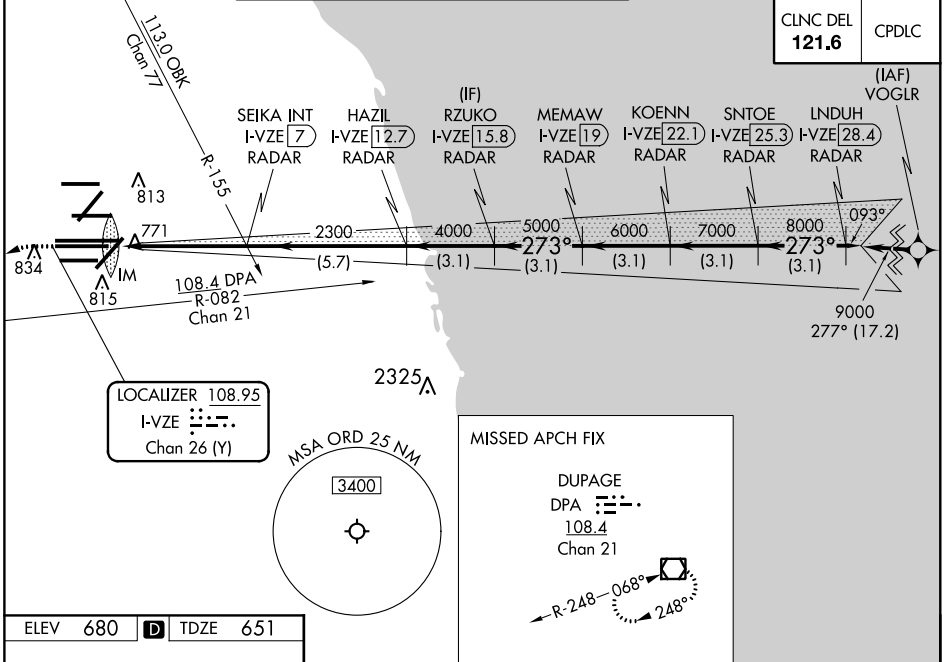 CLNC DEL
121.6
CPDLC
113.0 OBK
Chan 77
R-155
SEIKA INT
I-VZE 7
RADAR
HAZIL
I-VZE 12.7
RADAR
(IF)
RZUKO
I-VZE 15.8
RADAR
MEMAW
I-VZE 19
RADAR
KOENN
I-VZE 22.1
RADAR
SNTOE
I-VZE 25.3
RADAR
LNDUH
I-VZE 28.4
RADAR
(IAF)
VOGLR
813
771
834
815
IM
2300
4000
5000
6000
7000
8000
093°
273°
273°
(5.7)
(3.1)
(3.1)
(3.1)
(3.1)
(3.1)
9000
277° (17.2)
108.4 DPA
R-082
Chan 21
LOCALIZER 108.95
I-VZE
Chan 26 (Y)
2325
MSA ORD 25 NM
3400
MISSED APCH FIX
DUPAGE
DPA
108.4
Chan 21
R-248
068°
248°
ELEV 680 D TDZE 651